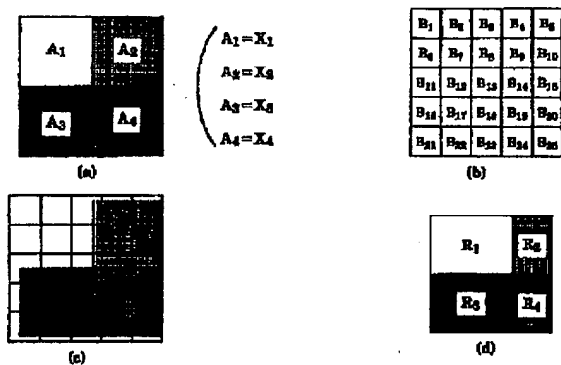 A1 A2
A3 A4
(a)
A1=X1
A2=X2
A3=X3
A4=X4
B1 B2 B3 B4 B5
B6 B7 B8 B9 B10
B11 B12 B13 B14 B15
B16 B17 B18 B19 B20
B21 B22 B23 B24 B25
(b)
(c)
R1 R2
R3 R4
(d)